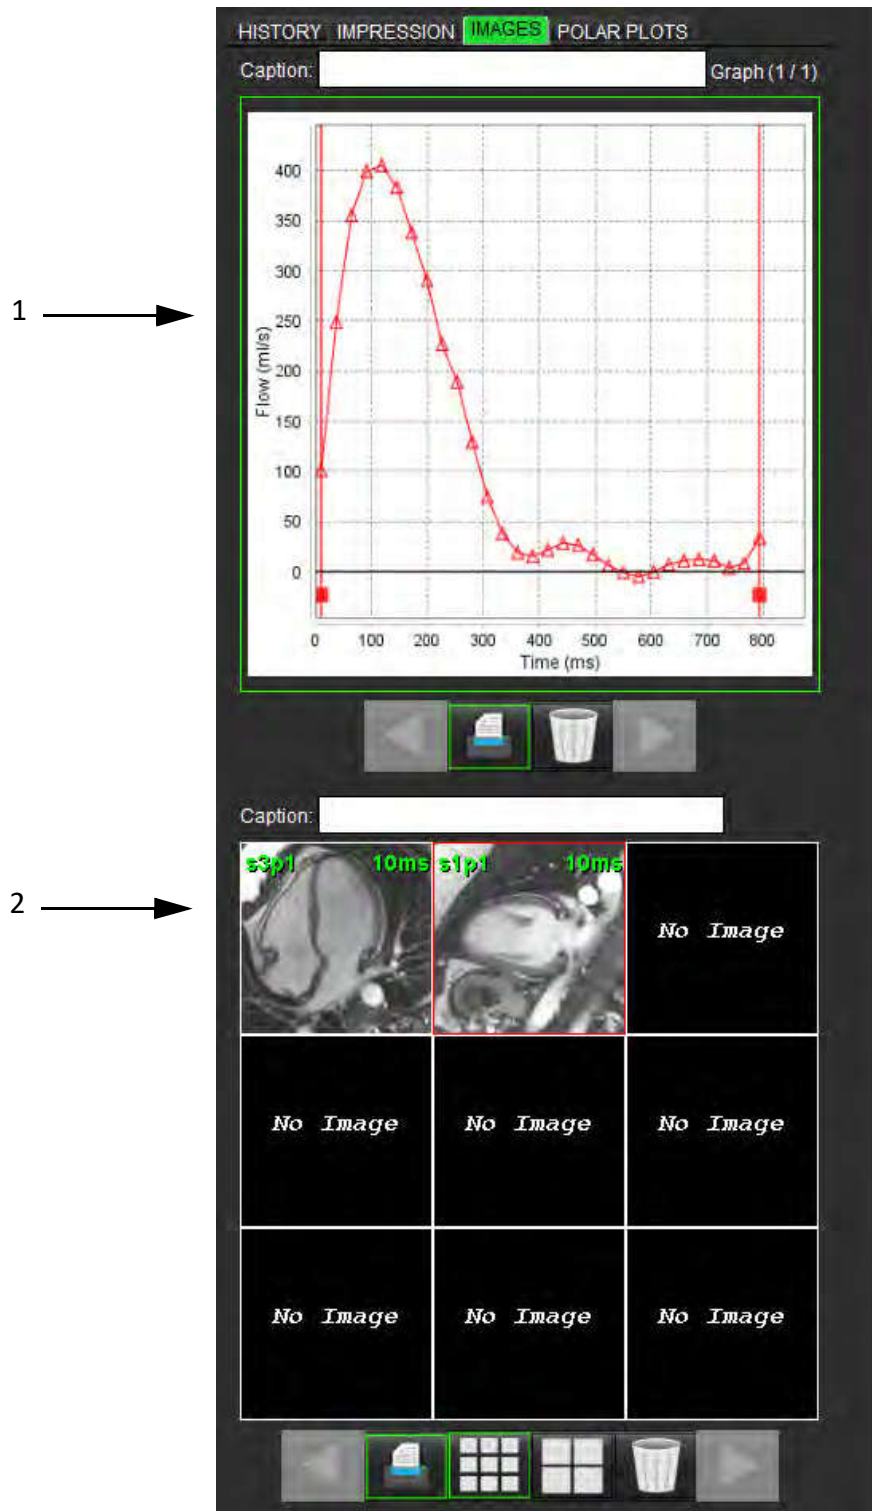 HISTORY IMPRESSION IMAGES POLAR PLOTS
Caption: Graph (1 / 1)
400
350
300
1
250
200
Flow (ml/s)
150
100
50
0
0 100 200 300 400 500 600 700 800
Time (ms)
Caption:
s3p1 10ms s1p1 10ms
2
No Image
No Image No Image No Image
No Image No Image No Image